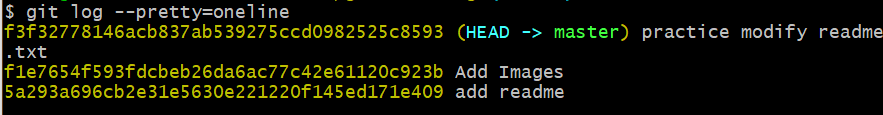 $ git log --pretty=oneline
f3f32778146acb837ab539275ccd0982525c8593 (HEAD -> master) practice modify readme
.txt
f1e7654f593fdcbeb26da6ac77c42e61120c923b Add Images
5a293a696cb2e31e5630e221220f145ed171e409 add readme